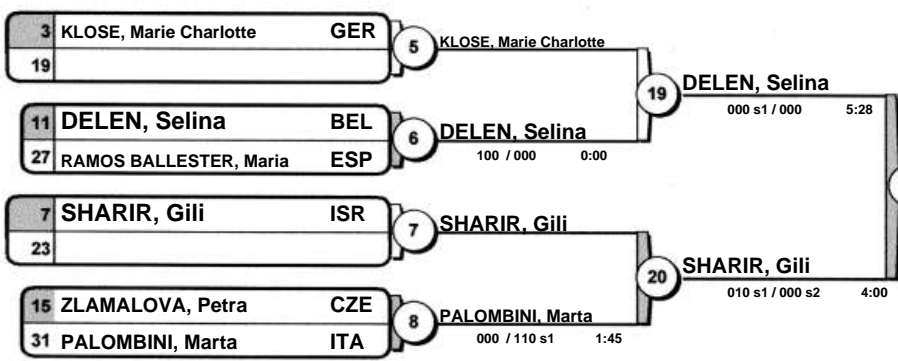 3 KLOSE, Marie Charlotte GER
19
5
KLOSE, Marie Charlotte
11 DELEN, Selina BEL
27 RAMOS BALLESTER, Maria ESP
6
DELEN, Selina
100 / 000 0:00
19
DELEN, Selina
000 s1 / 000 5:28
7 SHARIR, Gili ISR
23
7
SHARIR, Gili
15 ZLAMALOVA, Petra CZE
31 PALOMBINI, Marta ITA
8
PALOMBINI, Marta
000 / 110 s1 1:45
20
SHARIR, Gili
010 s1 / 000 s2 4:00